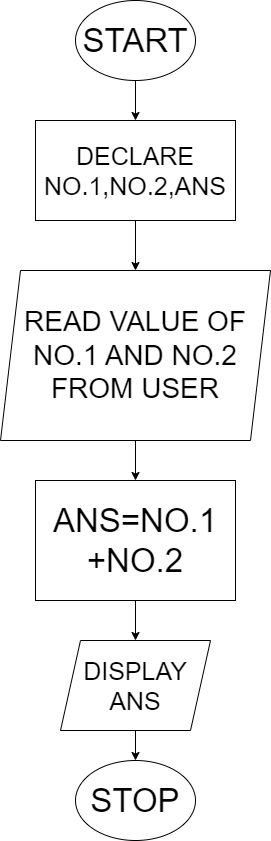 START
DECLARE
NO.1,NO.2,ANS
READ VALUE OF
NO.1 AND NO.2
FROM USER
ANS=NO.1
+NO.2
DISPLAY
ANS
STOP